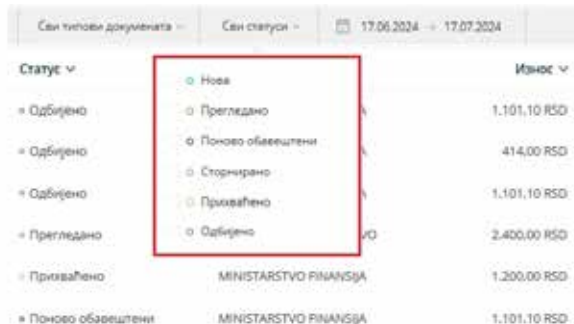 Сви типови докумената Сви статуси 17.06.2024 → 17.07.2024
Статус Износ
Нова
Одбијено Прегледано A 1.101,10 RSD
Поново обавештени
Одбијено Сторнирано 414,00 RSD
Одбијено Прихваћено A 1.101,10 RSD
Прегледано Одбијено VO 2.400,00 RSD
Прихваћено MINISTARSTVO FINANSIJA 1.200,00 RSD
Поново обавештени MINISTARSTVO FINANSIJA 1.101,10 RSD